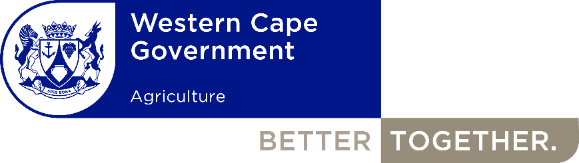 Western Cape
Government
Agriculture
BETTER TOGETHER.